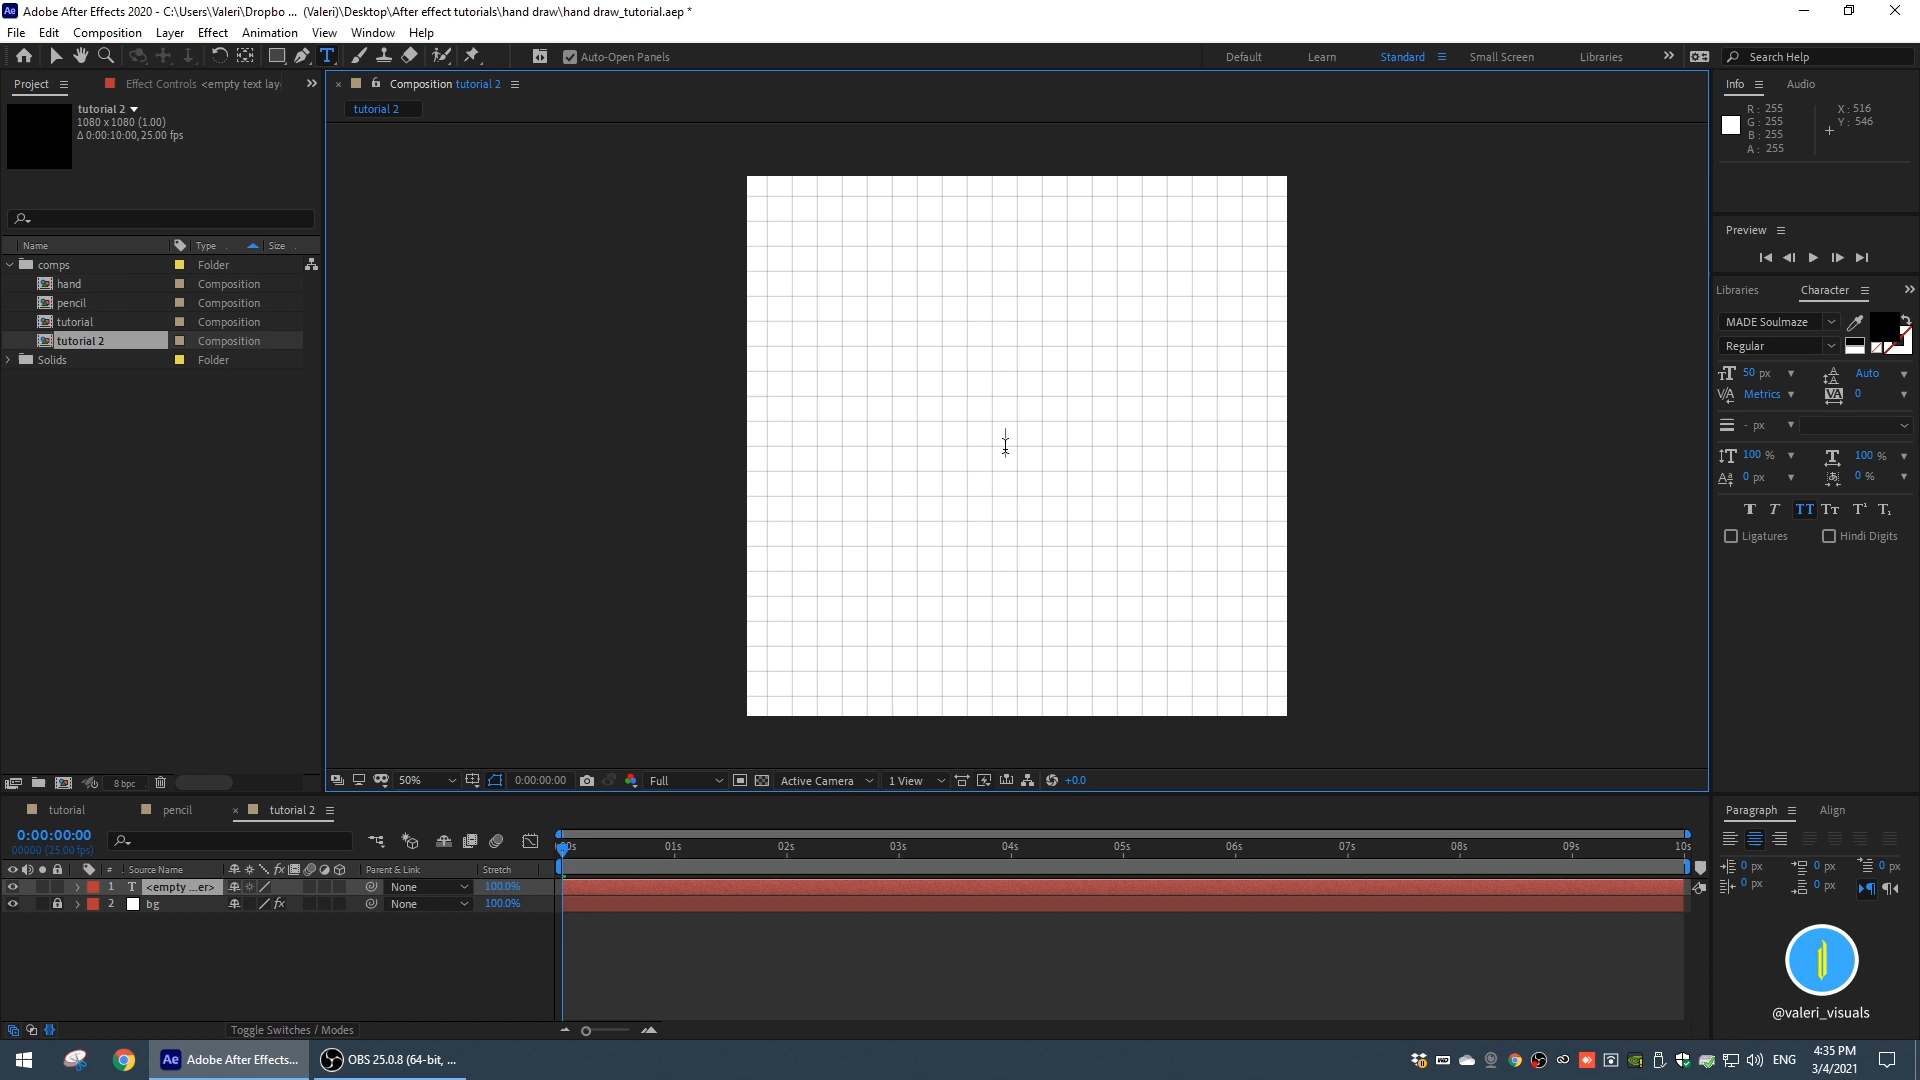 Adobe After Effects 2020 - C:\Users\Valeri\Dropbo ... (Valeri)\Desktop\After effect tutorials\hand draw\hand draw_tutorial.aep *
File Edit Composition Layer Effect Animation View Window Help
Auto-Open Panels
Default Learn Standard Small Screen Libraries
Search Help
Project
Effect Controls <empty text lay
Composition tutorial 2
tutorial 2
tutorial 2
1080 x 1080 (1.00)
Δ 0:00:10:00, 25.00 fps
Name Type Size
comps Folder
hand Composition
pencil Composition
tutorial Composition
tutorial 2 Composition
Solids Folder
8 bpc
50% 0:00:00:00 Full Active Camera 1 View +0.0
Info Audio
R: 255 X: 516
G: 255 Y: 546
B: 255
A: 255
Preview
Libraries Character
MADE Soulmaze
Regular
50 px Auto
Metrics 0
- px
100 % 100 %
0 px 0 %
Ligatures Hindi Digits
tutorial pencil tutorial 2
0:00:00:00
00000 (25.00 fps)
# Source Name Parent & Link Stretch
00s 01s 02s 03s 04s 05s 06s 07s 08s 09s 10s
1 T <empty ...er> None 100.0%
2 bg None 100.0%
Toggle Switches / Modes
Paragraph Align
0 px 0 px 0 px
0 px 0 px
@valeri_visuals
Adobe After Effects...
OBS 25.0.8 (64-bit, ...
ENG
4:35 PM
3/4/2021